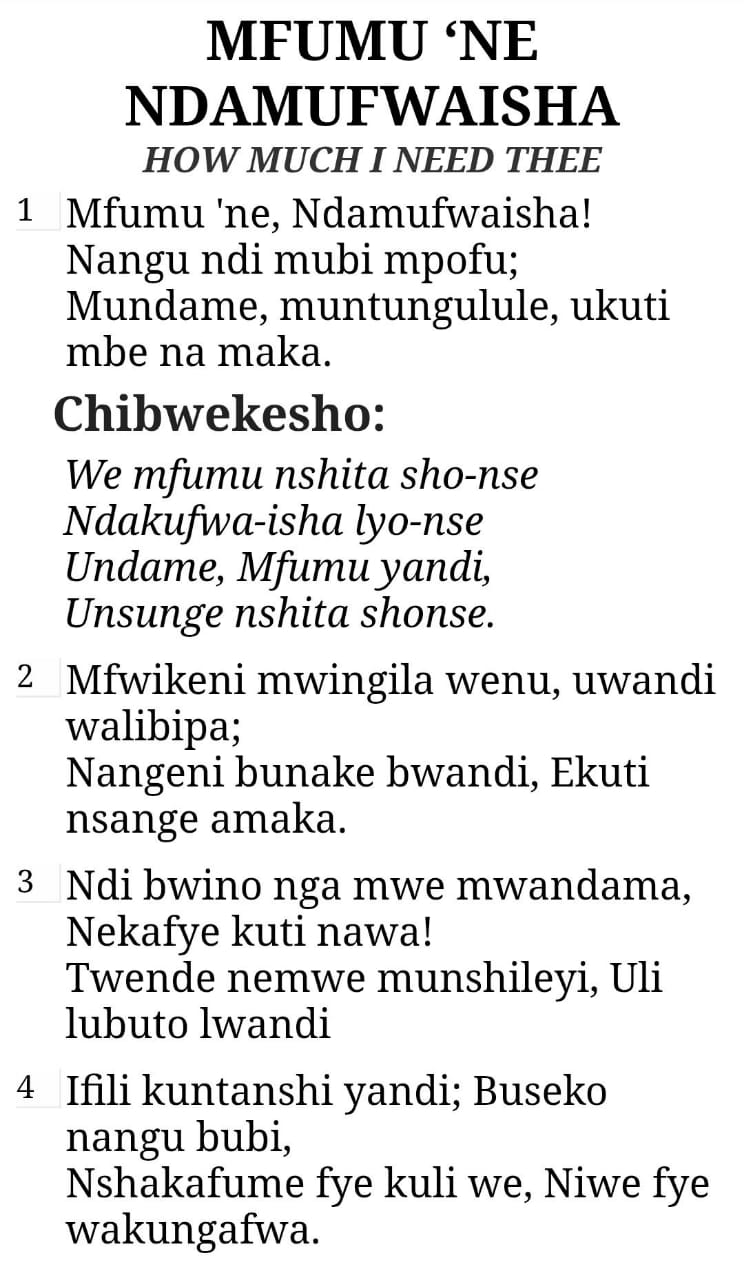 MFUMU ‘NE
NDAMUFWAISHA
HOW MUCH I NEED THEE
1 Mfumu 'ne, Ndamufwaisha!
Nangu ndi mubi mpofu;
Mundame, muntungulule, ukuti
mbe na maka.
Chibwekesho:
We mfumu nshita sho-nse
Ndakufwa-isha lyo-nse
Undame, Mfumu yandi,
Unsunge nshita shonse.
2 Mfwikeni mwingila wenu, uwandi
walibipa;
Nangeni bunake bwandi, Ekuti
nsange amaka.
3 Ndi bwino nga mwe mwandama,
Nekafye kuti nawa!
Twende nemwe munshileyi, Uli
lubuto lwandi
4 Ifili kuntanshi yandi; Buseko
nangu bubi,
Nshakafume fye kuli we, Niwe fye
wakungafwa.